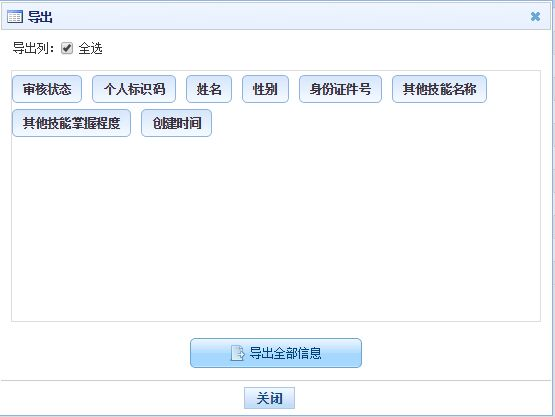 导出
导出列： 全选
审核状态 个人标识码 姓名 性别 身份证件号 其他技能名称
其他技能掌握程度 创建时间
导出全部信息
关闭